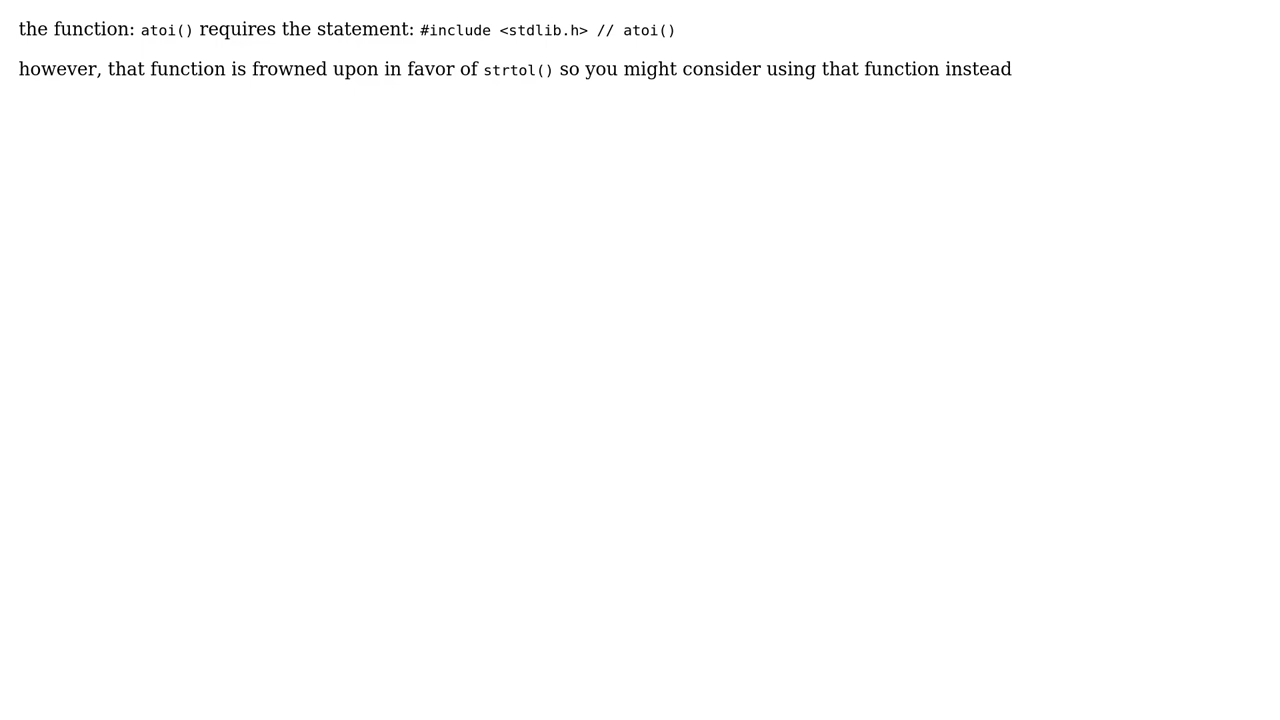 the function: atoi() requires the statement: #include <stdlib.h> // atoi()
however, that function is frowned upon in favor of strtol() so you might consider using that function instead